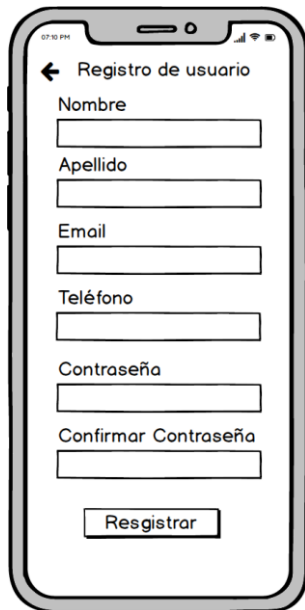 07:10 PM
Registro de usuario
Nombre
Apellido
Email
Teléfono
Contraseña
Confirmar Contraseña
Resgistrar